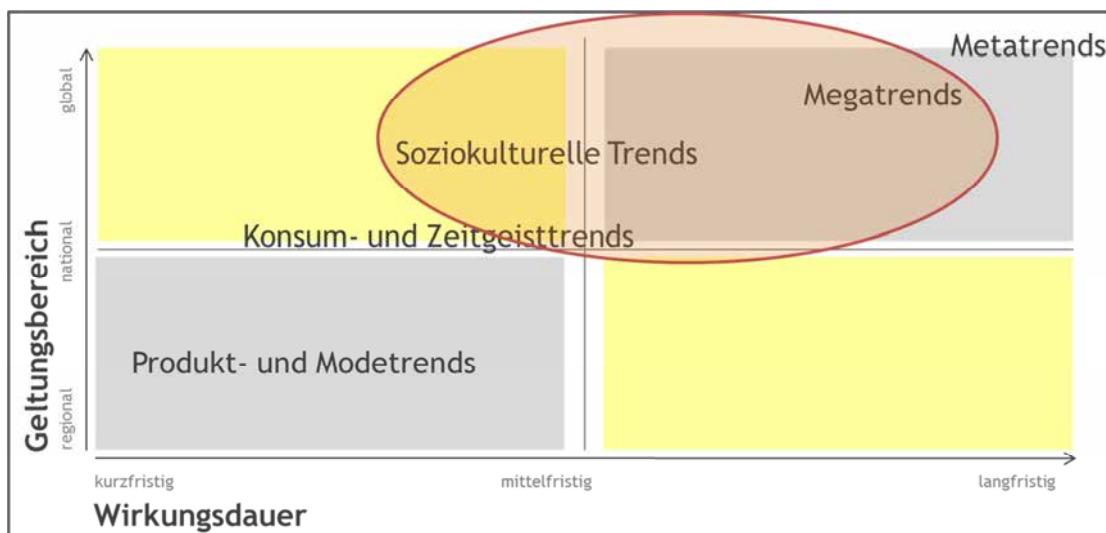 Metatrends
Megatrends
Soziokulturelle Trends
Konsum- und Zeitgeisttrends
Produkt- und Modetrends
Geltungsbereich
global
national
regional
kurzfristig
mittelfristig
langfristig
Wirkungsdauer